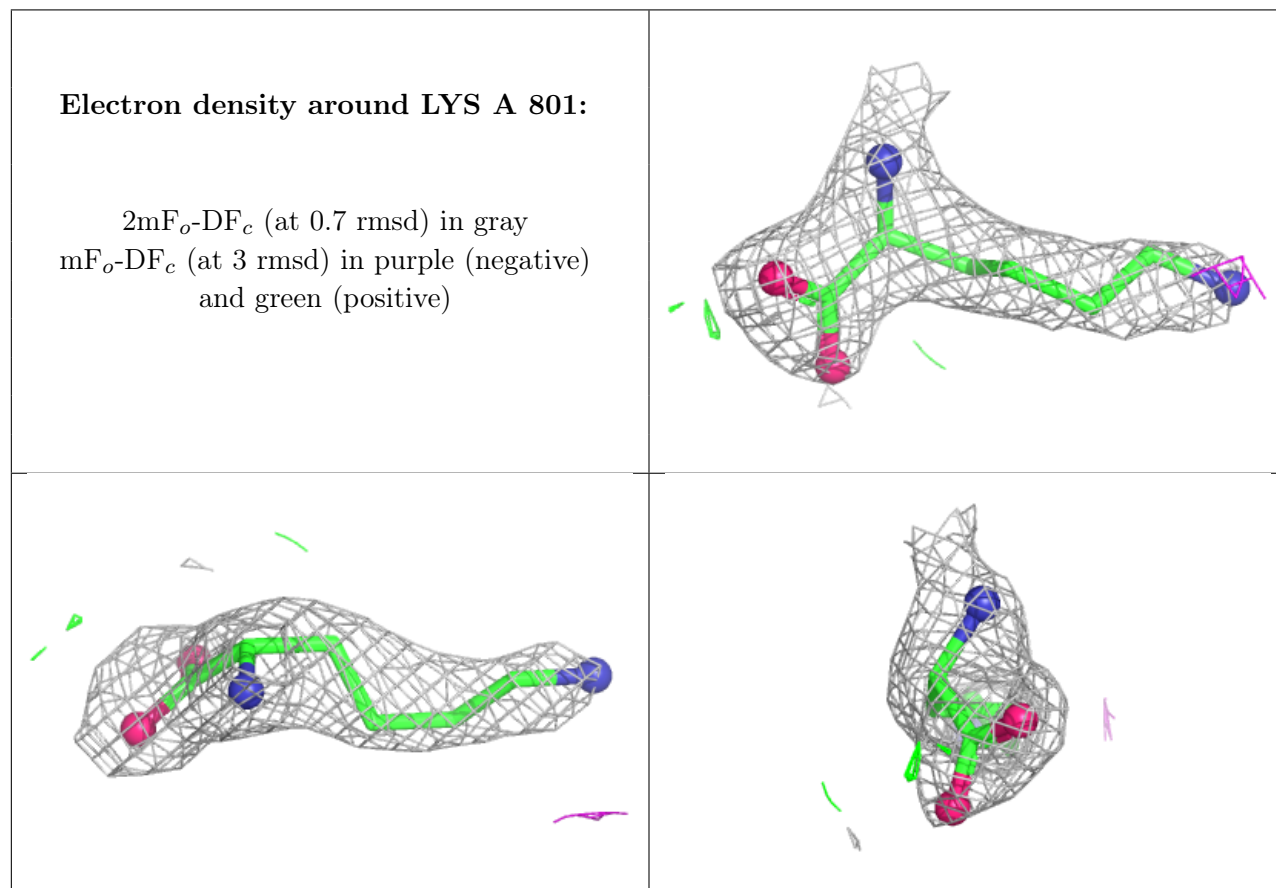 Electron density around LYS A 801:
2mFₒ-DF𝑐 (at 0.7 rmsd) in gray
mFₒ-DF𝑐 (at 3 rmsd) in purple (negative)
and green (positive)